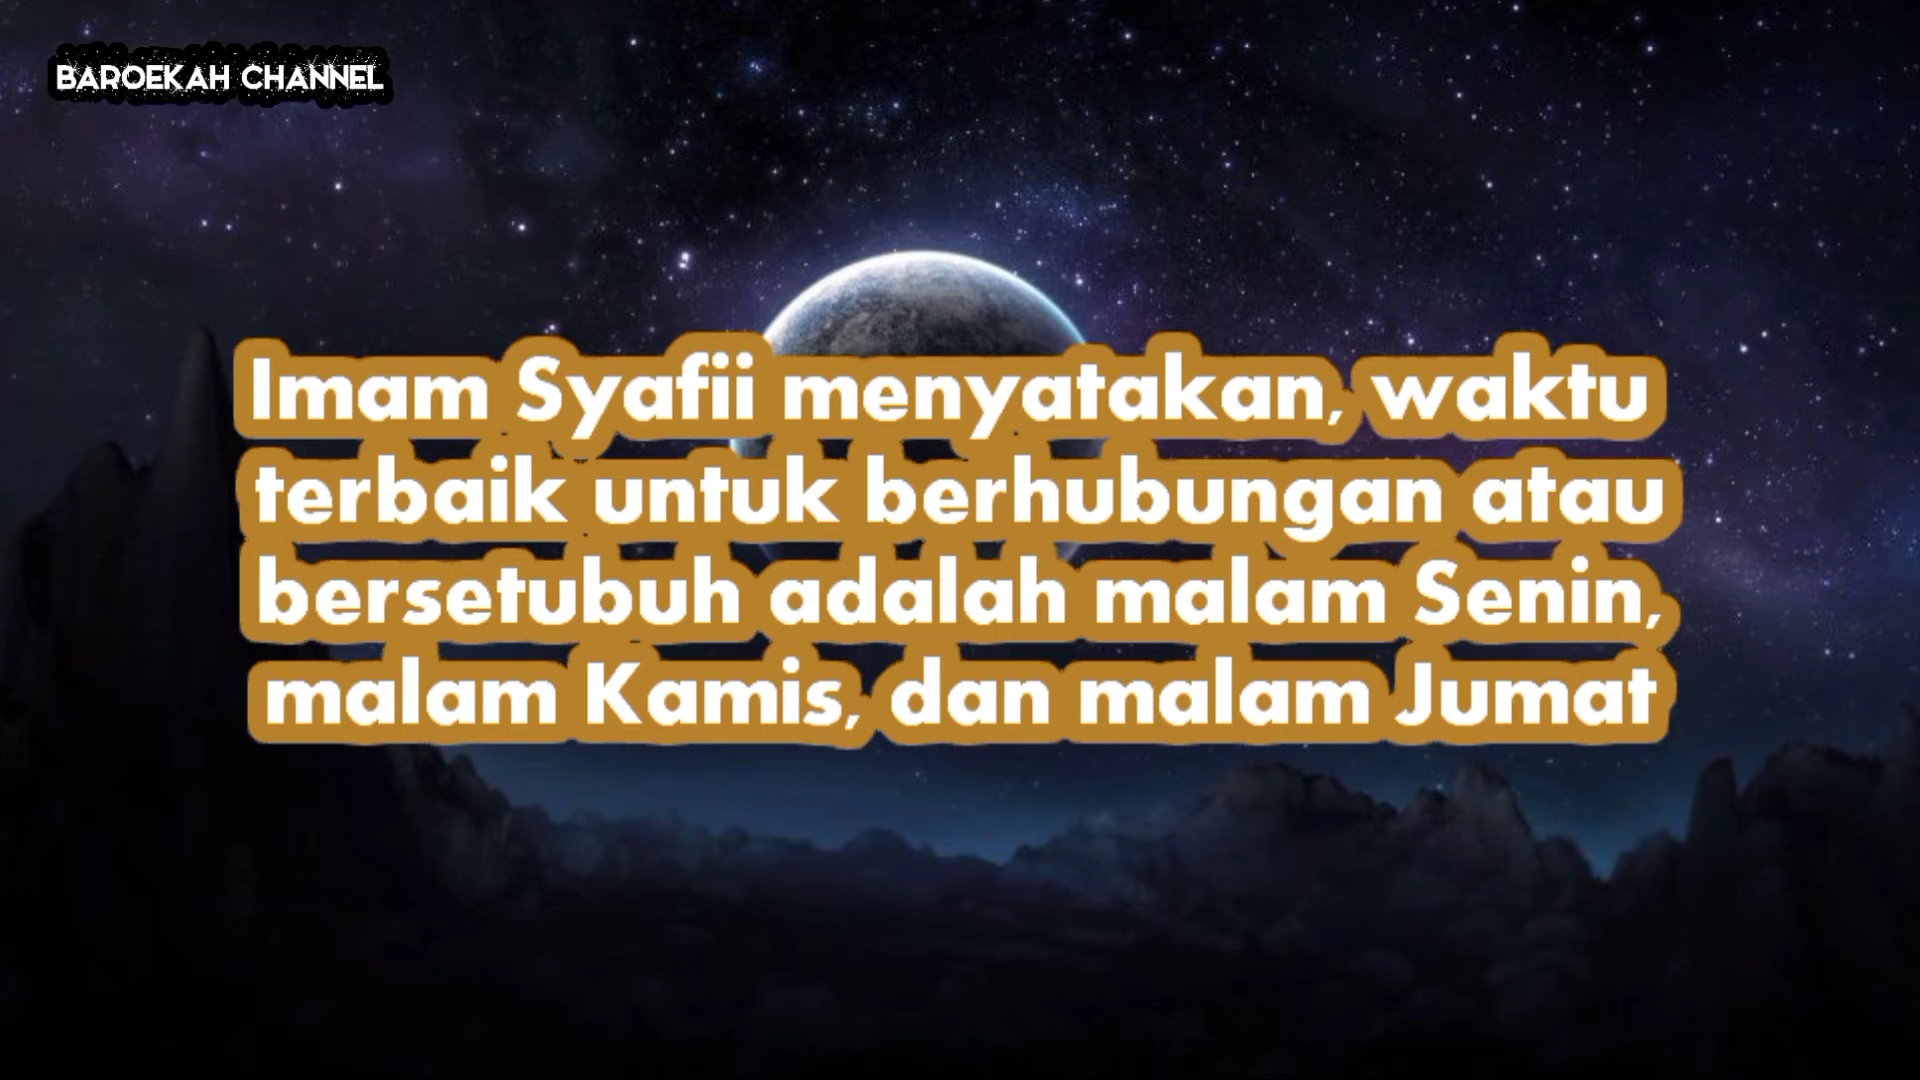 BAROEKAH CHANNEL
Imam Syafii menyatakan, waktu
terbaik untuk berhubungan atau
bersetubuh adalah malam Senin,
malam Kamis, dan malam Jumat